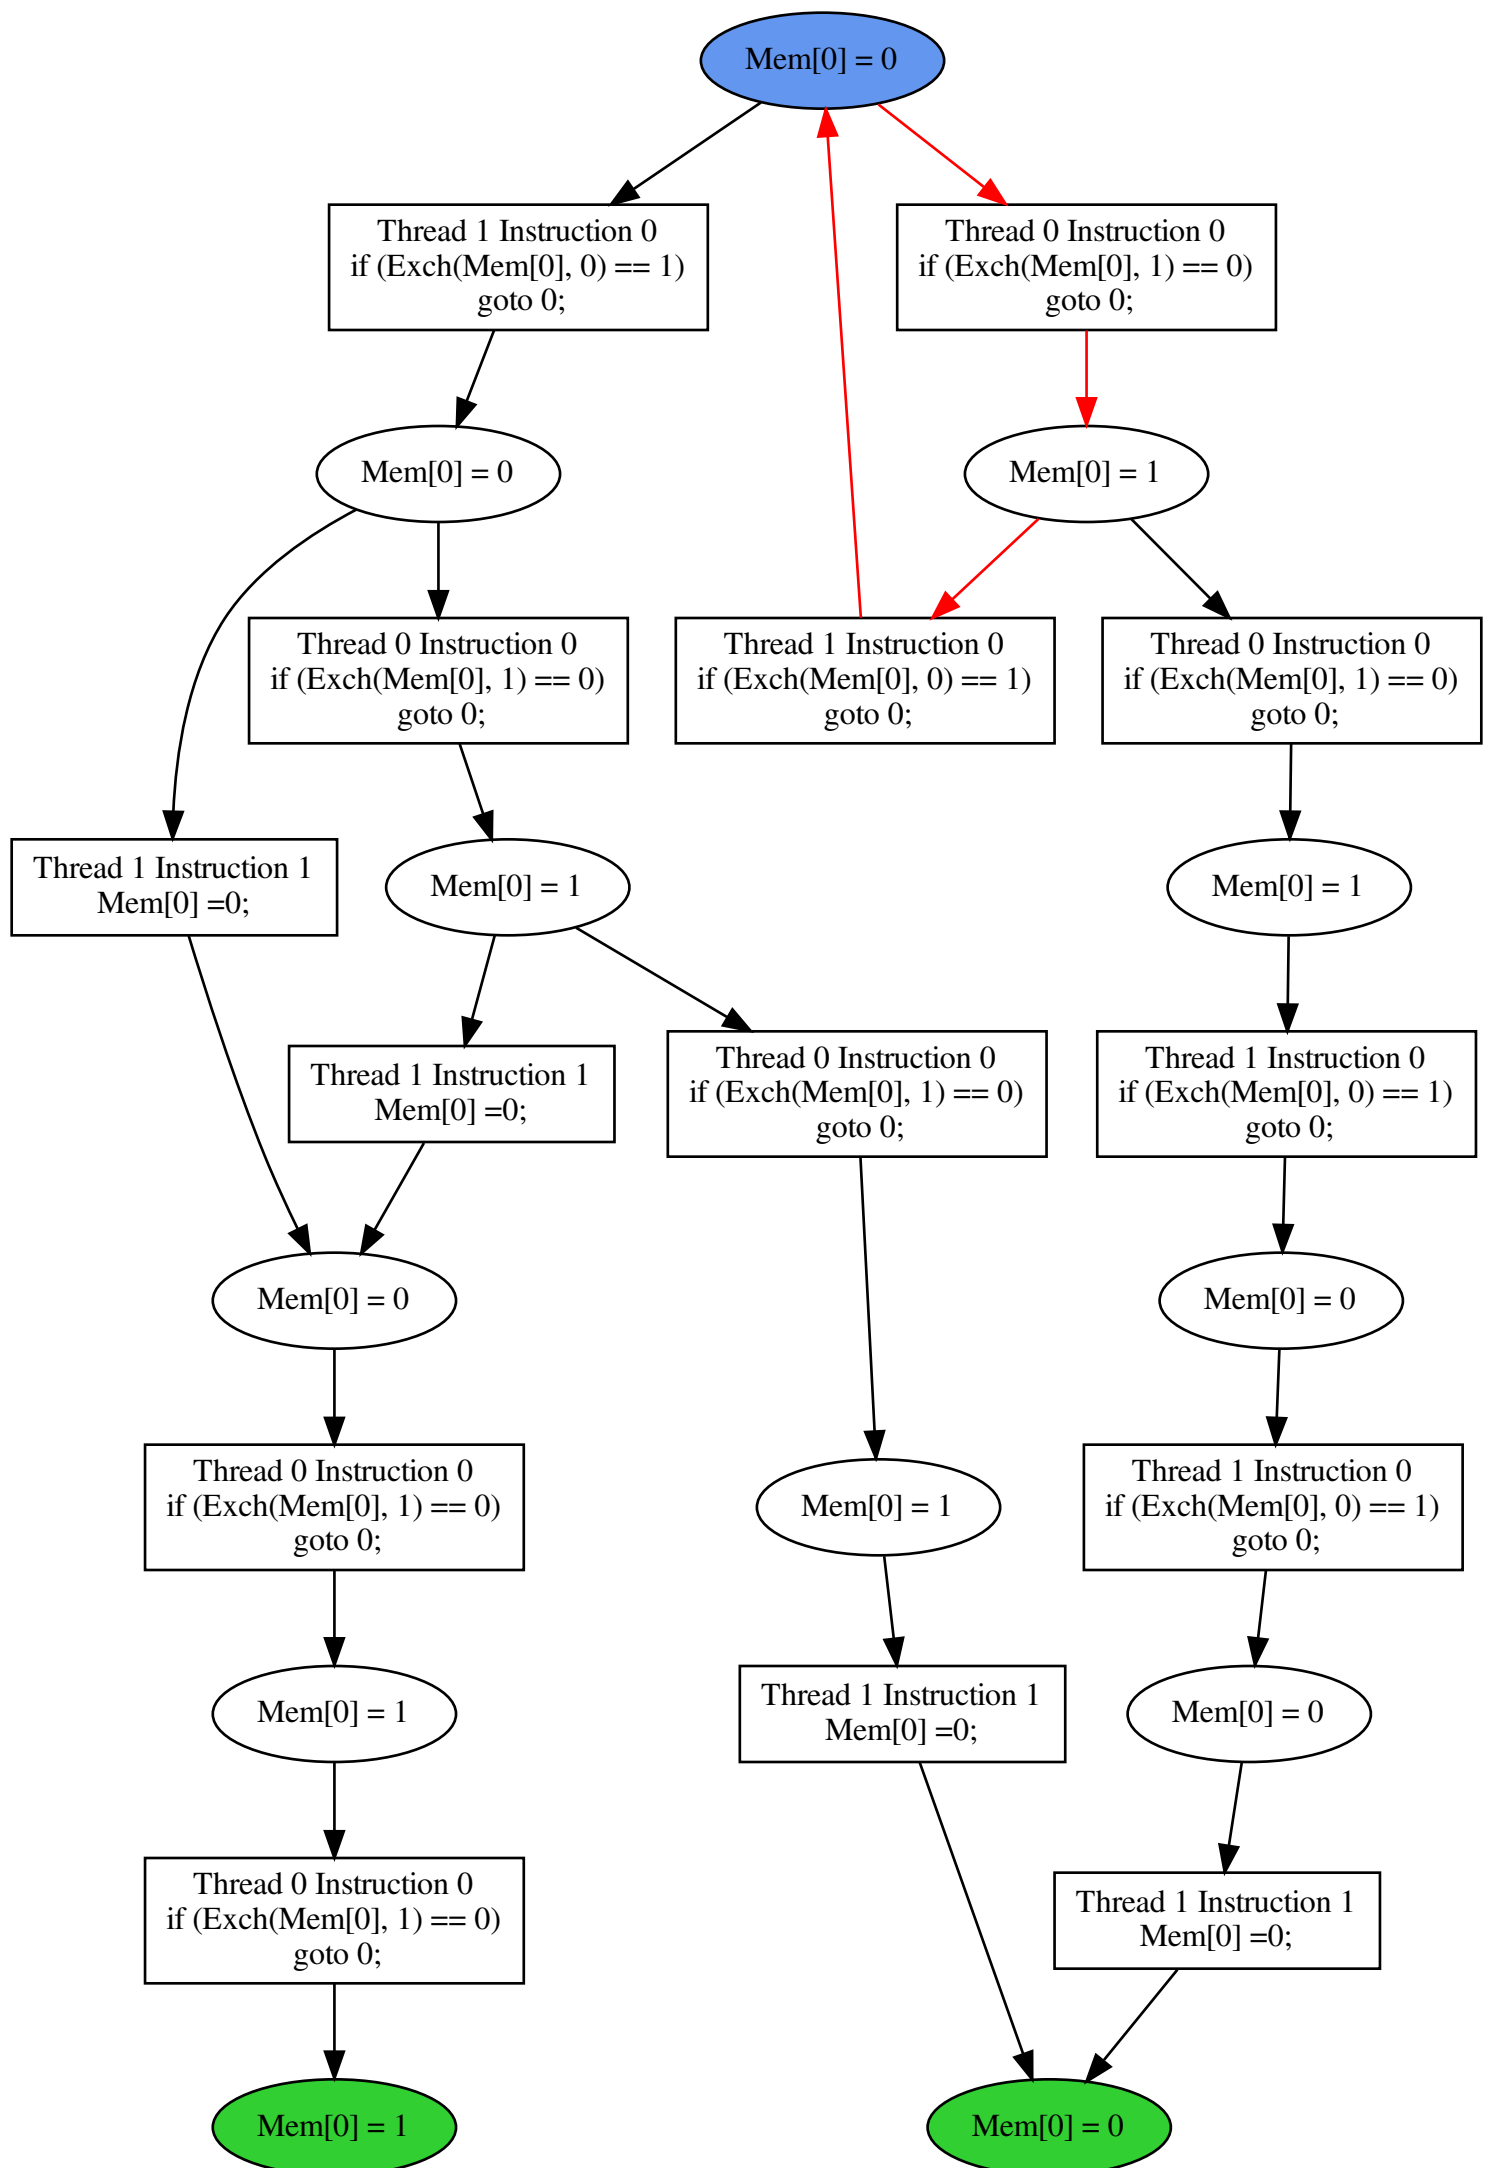 Mem[0] = 0
Thread 1 Instruction 0
if (Exch(Mem[0], 0) == 1)
goto 0;
Thread 0 Instruction 0
if (Exch(Mem[0], 1) == 0)
goto 0;
Mem[0] = 0
Mem[0] = 1
Thread 0 Instruction 0
if (Exch(Mem[0], 1) == 0)
goto 0;
Thread 1 Instruction 0
if (Exch(Mem[0], 0) == 1)
goto 0;
Thread 0 Instruction 0
if (Exch(Mem[0], 1) == 0)
goto 0;
Thread 1 Instruction 1
Mem[0] =0;
Mem[0] = 1
Mem[0] = 1
Thread 1 Instruction 1
Mem[0] =0;
Thread 0 Instruction 0
if (Exch(Mem[0], 1) == 0)
goto 0;
Thread 1 Instruction 0
if (Exch(Mem[0], 0) == 1)
goto 0;
Mem[0] = 0
Mem[0] = 0
Thread 0 Instruction 0
if (Exch(Mem[0], 1) == 0)
goto 0;
Mem[0] = 1
Thread 1 Instruction 0
if (Exch(Mem[0], 0) == 1)
goto 0;
Mem[0] = 1
Thread 1 Instruction 1
Mem[0] =0;
Mem[0] = 0
Thread 0 Instruction 0
if (Exch(Mem[0], 1) == 0)
goto 0;
Thread 1 Instruction 1
Mem[0] =0;
Mem[0] = 1
Mem[0] = 0